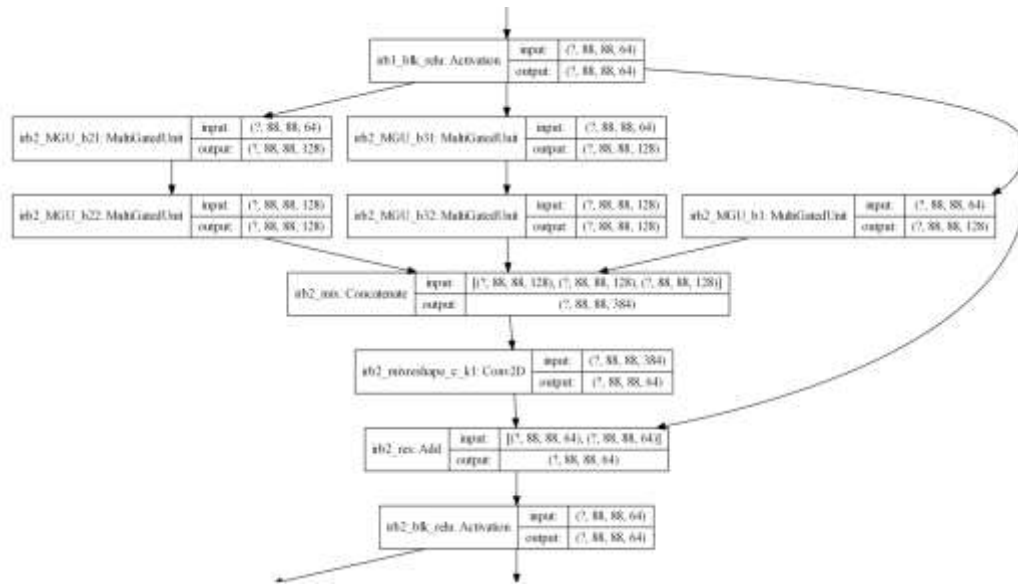 irb1_blk_relu: Activation
input: (?, 88, 88, 64)
output: (?, 88, 88, 64)
irb2_MGU_b21: MultiGatedUnit
input: (?, 88, 88, 64)
output: (?, 88, 88, 128)
irb2_MGU_b31: MultiGatedUnit
input: (?, 88, 88, 64)
output: (?, 88, 88, 128)
irb2_MGU_b22: MultiGatedUnit
input: (?, 88, 88, 128)
output: (?, 88, 88, 128)
irb2_MGU_b32: MultiGatedUnit
input: (?, 88, 88, 128)
output: (?, 88, 88, 128)
irb2_MGU_b1: MultiGatedUnit
input: (?, 88, 88, 64)
output: (?, 88, 88, 128)
irb2_mix: Concatenate
input: [(?, 88, 88, 128), (?, 88, 88, 128), (?, 88, 88, 128)]
output: (?, 88, 88, 384)
irb2_mixreshape_c_k1: Conv2D
input: (?, 88, 88, 384)
output: (?, 88, 88, 64)
irb2_res: Add
input: [(?, 88, 88, 64), (?, 88, 88, 64)]
output: (?, 88, 88, 64)
irb2_blk_relu: Activation
input: (?, 88, 88, 64)
output: (?, 88, 88, 64)